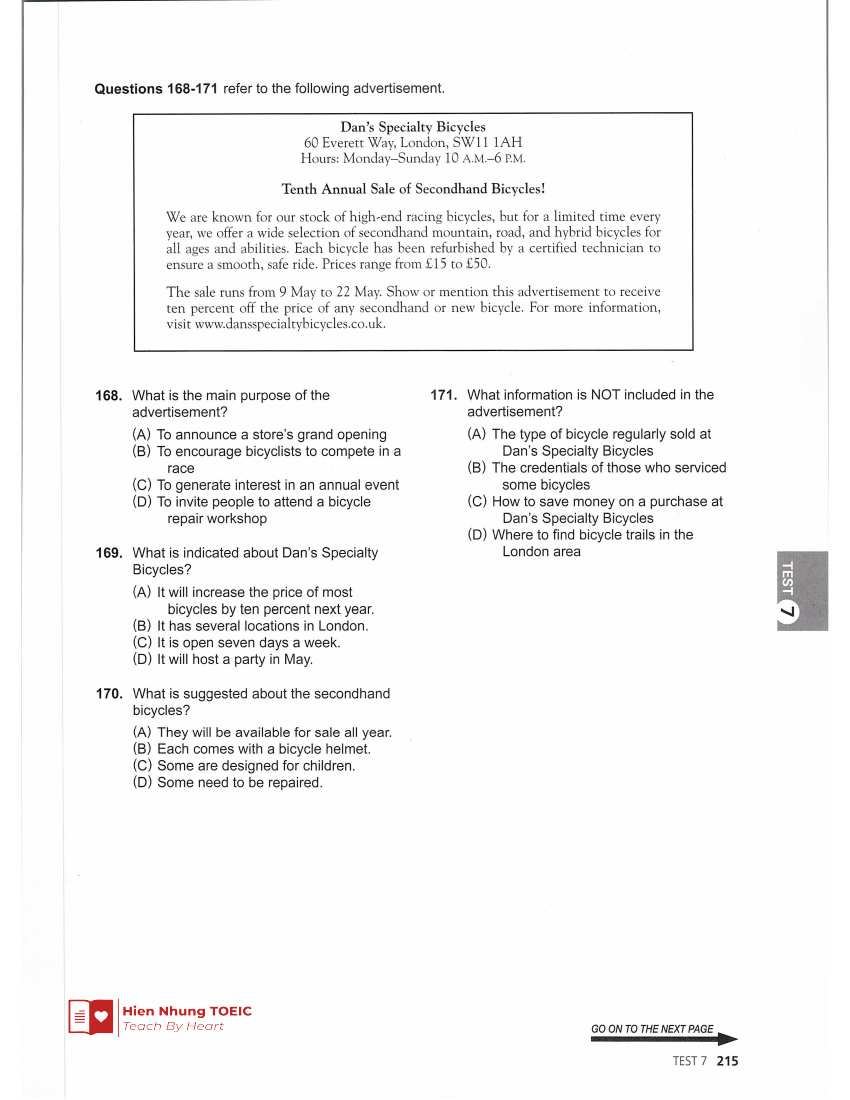 Questions 168-171 refer to the following advertisement.
Dan's Specialty Bicycles
60 Everett Way, London, SW11 1AH
Hours: Monday–Sunday 10 A.M.–6 P.M.
Tenth Annual Sale of Secondhand Bicycles!
We are known for our stock of high-end racing bicycles, but for a limited time every
year, we offer a wide selection of secondhand mountain, road, and hybrid bicycles for
all ages and abilities. Each bicycle has been refurbished by a certified technician to
ensure a smooth, safe ride. Prices range from £15 to £50.
The sale runs from 9 May to 22 May. Show or mention this advertisement to receive
ten percent off the price of any secondhand or new bicycle. For more information,
visit www.dansspecialtybicycles.co.uk.
168. What is the main purpose of the
advertisement?
(A) To announce a store's grand opening
(B) To encourage bicyclists to compete in a
race
(C) To generate interest in an annual event
(D) To invite people to attend a bicycle
repair workshop
169. What is indicated about Dan's Specialty
Bicycles?
(A) It will increase the price of most
bicycles by ten percent next year.
(B) It has several locations in London.
(C) It is open seven days a week.
(D) It will host a party in May.
170. What is suggested about the secondhand
bicycles?
(A) They will be available for sale all year.
(B) Each comes with a bicycle helmet.
(C) Some are designed for children.
(D) Some need to be repaired.
171. What information is NOT included in the
advertisement?
(A) The type of bicycle regularly sold at
Dan's Specialty Bicycles
(B) The credentials of those who serviced
some bicycles
(C) How to save money on a purchase at
Dan's Specialty Bicycles
(D) Where to find bicycle trails in the
London area
TEST 7
Hien Nhung TOEIC
Teach By Heart
GO ON TO THE NEXT PAGE
TEST 7 215